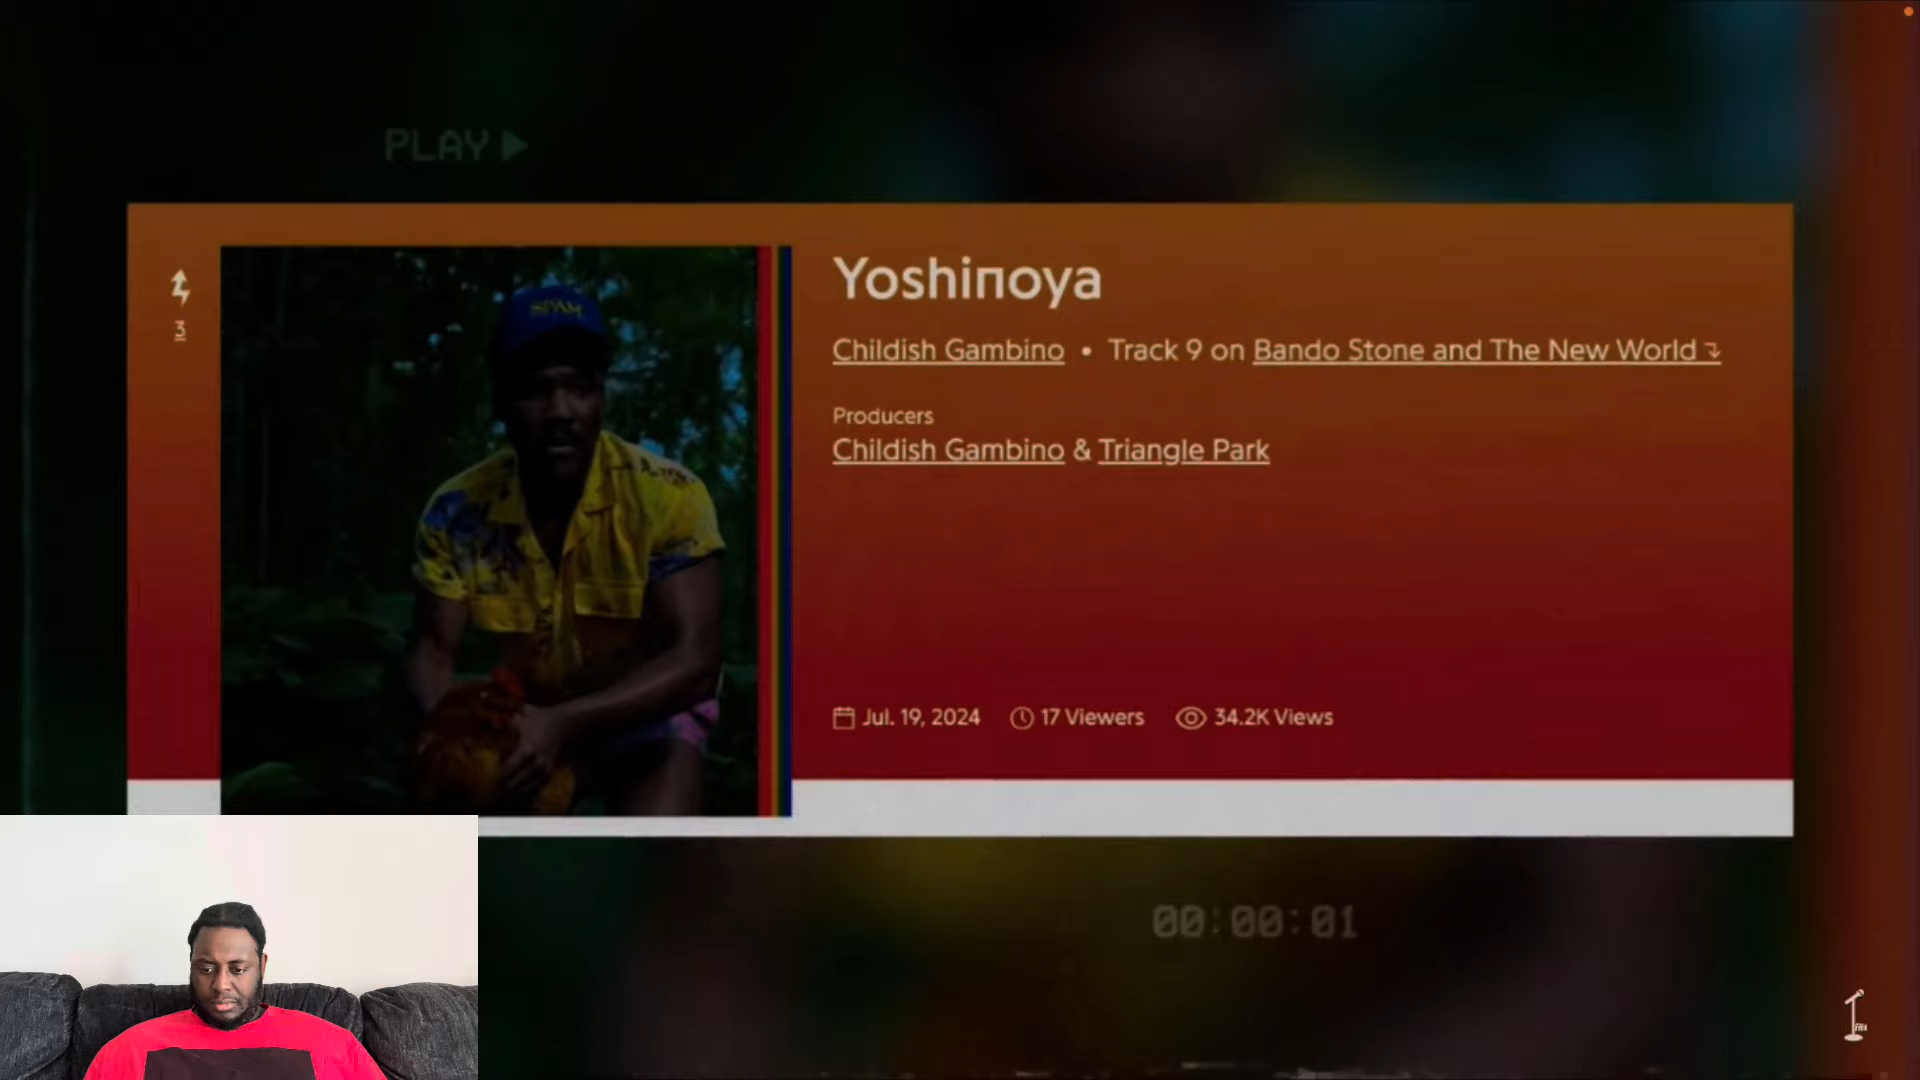 PLAY
3
SPAM
Yoshinoya
Childish Gambino • Track 9 on Bando Stone and The New World
Producers
Childish Gambino & Triangle Park
Jul. 19, 2024 17 Viewers 34.2K Views
00:00:01